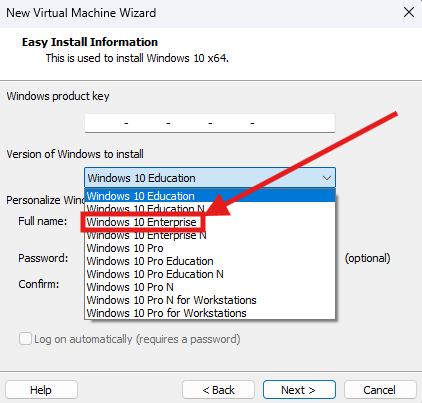 New Virtual Machine Wizard
Easy Install Information
This is used to install Windows 10 x64.
Windows product key
- - - -
Version of Windows to install
Windows 10 Education
Windows 10 Education
Personalize Win
Windows 10 Education N
Full name:
Windows 10 Enterprise
Windows 10 Enterprise N
Windows 10 Pro
Password:
Windows 10 Pro Education
(optional)
Windows 10 Pro Education N
Confirm:
Windows 10 Pro N
Windows 10 Pro N for Workstations
Windows 10 Pro for Workstations
Log on automatically (requires a password)
Help
< Back
Next >
Cancel